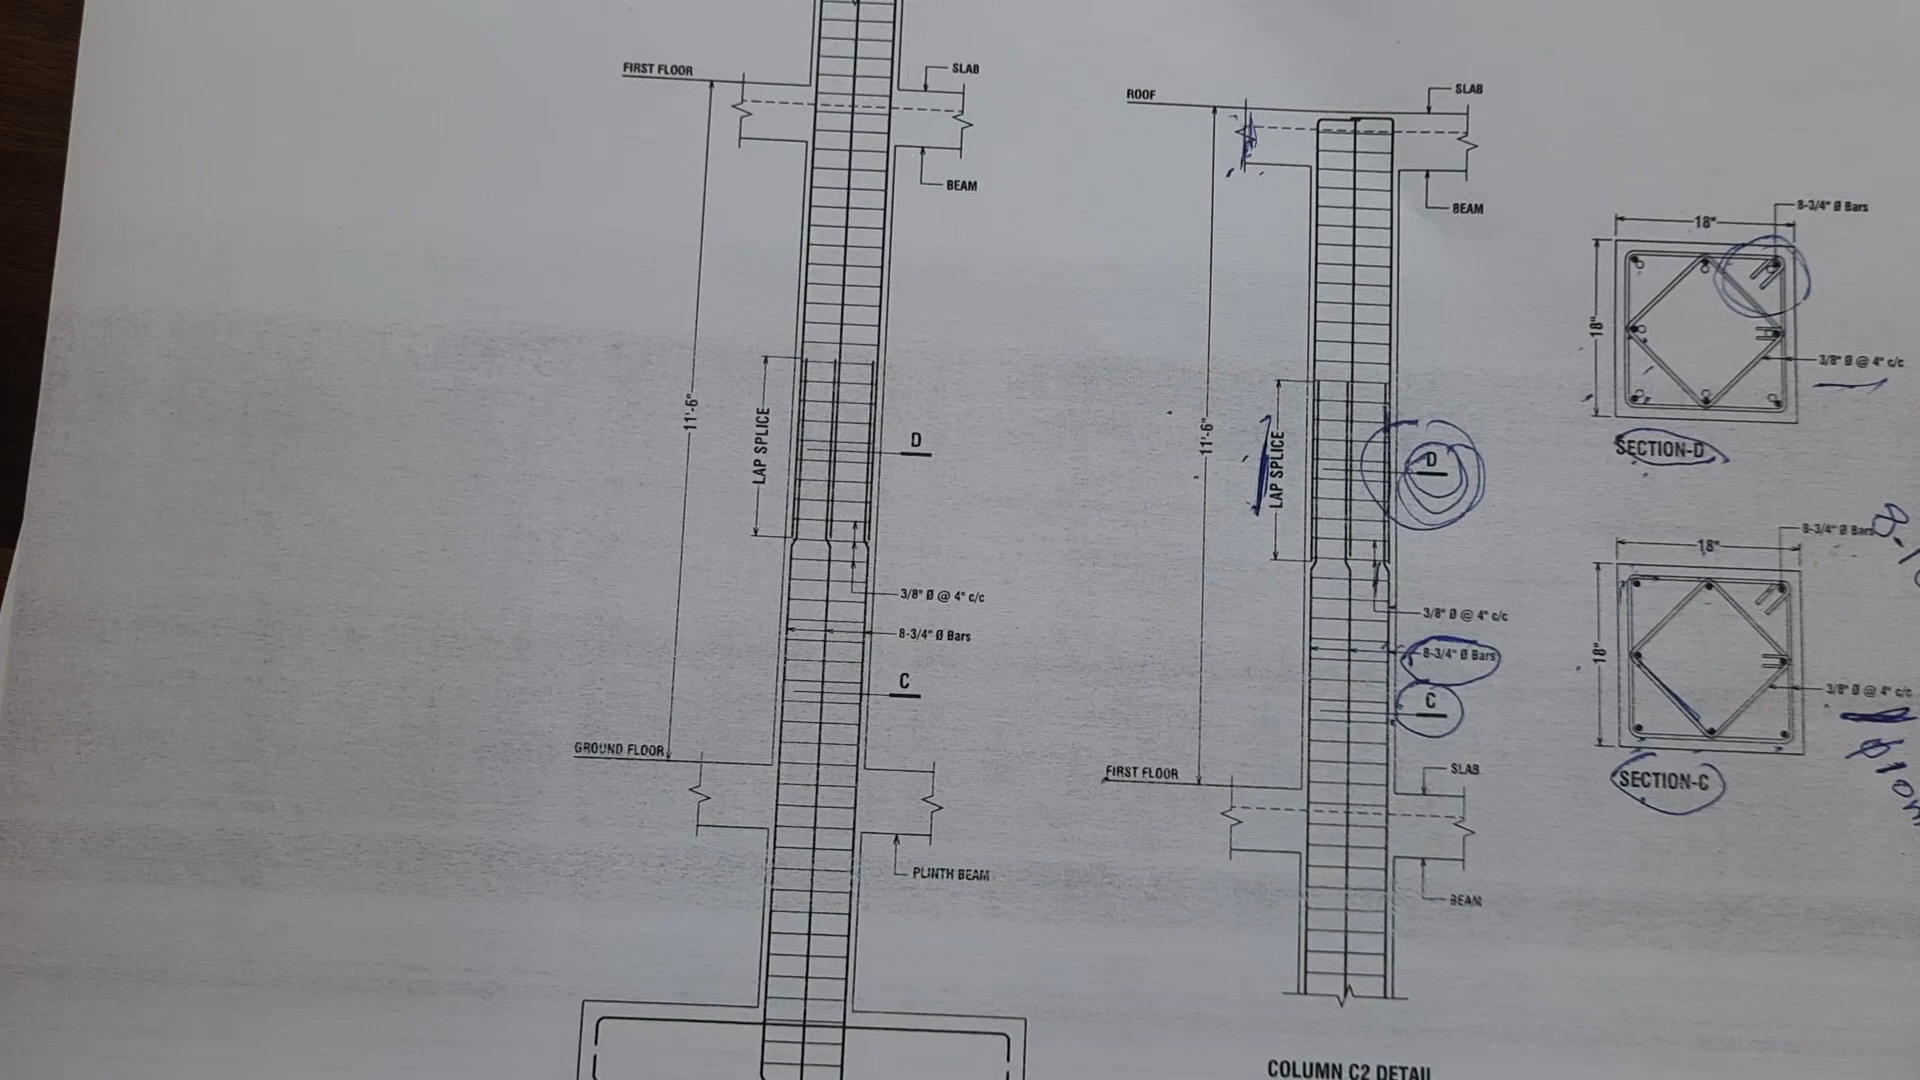 FIRST FLOOR
SLAB
BEAM
11'-6"
LAP SPLICE
D
3/8" Ø @ 4" c/c
8-3/4" Ø Bars
C
GROUND FLOOR
PLINTH BEAM
ROOF
SLAB
BEAM
11'-6"
LAP SPLICE
D
3/8" Ø @ 4" c/c
8-3/4" Ø Bars
C
FIRST FLOOR
SLAB
BEAM
COLUMN C2 DETAIL
8-3/4" Ø Bars
18"
18"
3/8" Ø @ 4" c/c
SECTION-D
8-3/4" Ø Bars
18"
18"
3/8" Ø @ 4" c/c
SECTION-C